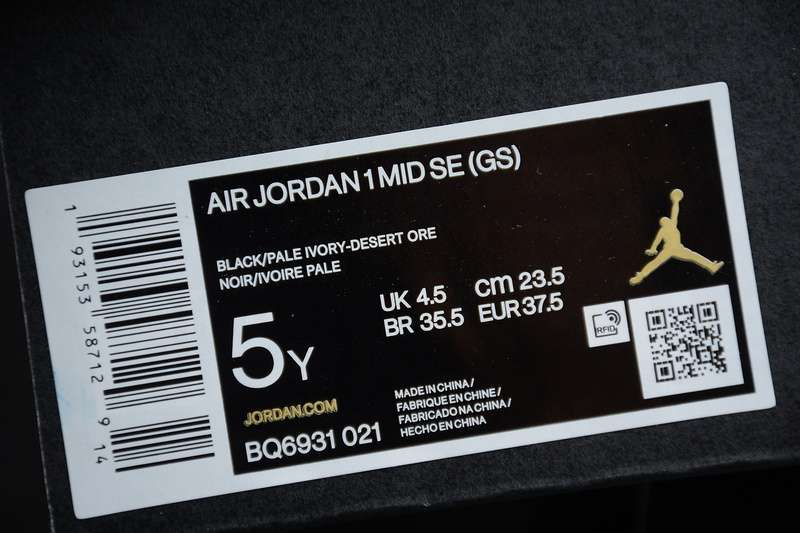 AIR JORDAN 1 MID SE (GS)
BLACK/PALE IVORY-DESERT ORE
NOIR/IVOIRE PALE
UK 4.5 cm 23.5
BR 35.5 EUR 37.5
5Y
JORDAN.COM
BQ6931 021
MADE IN CHINA /
FABRIQUE EN CHINE /
FABRICADO NA CHINA /
HECHO EN CHINA
RFID
1 93153 58712 9 14